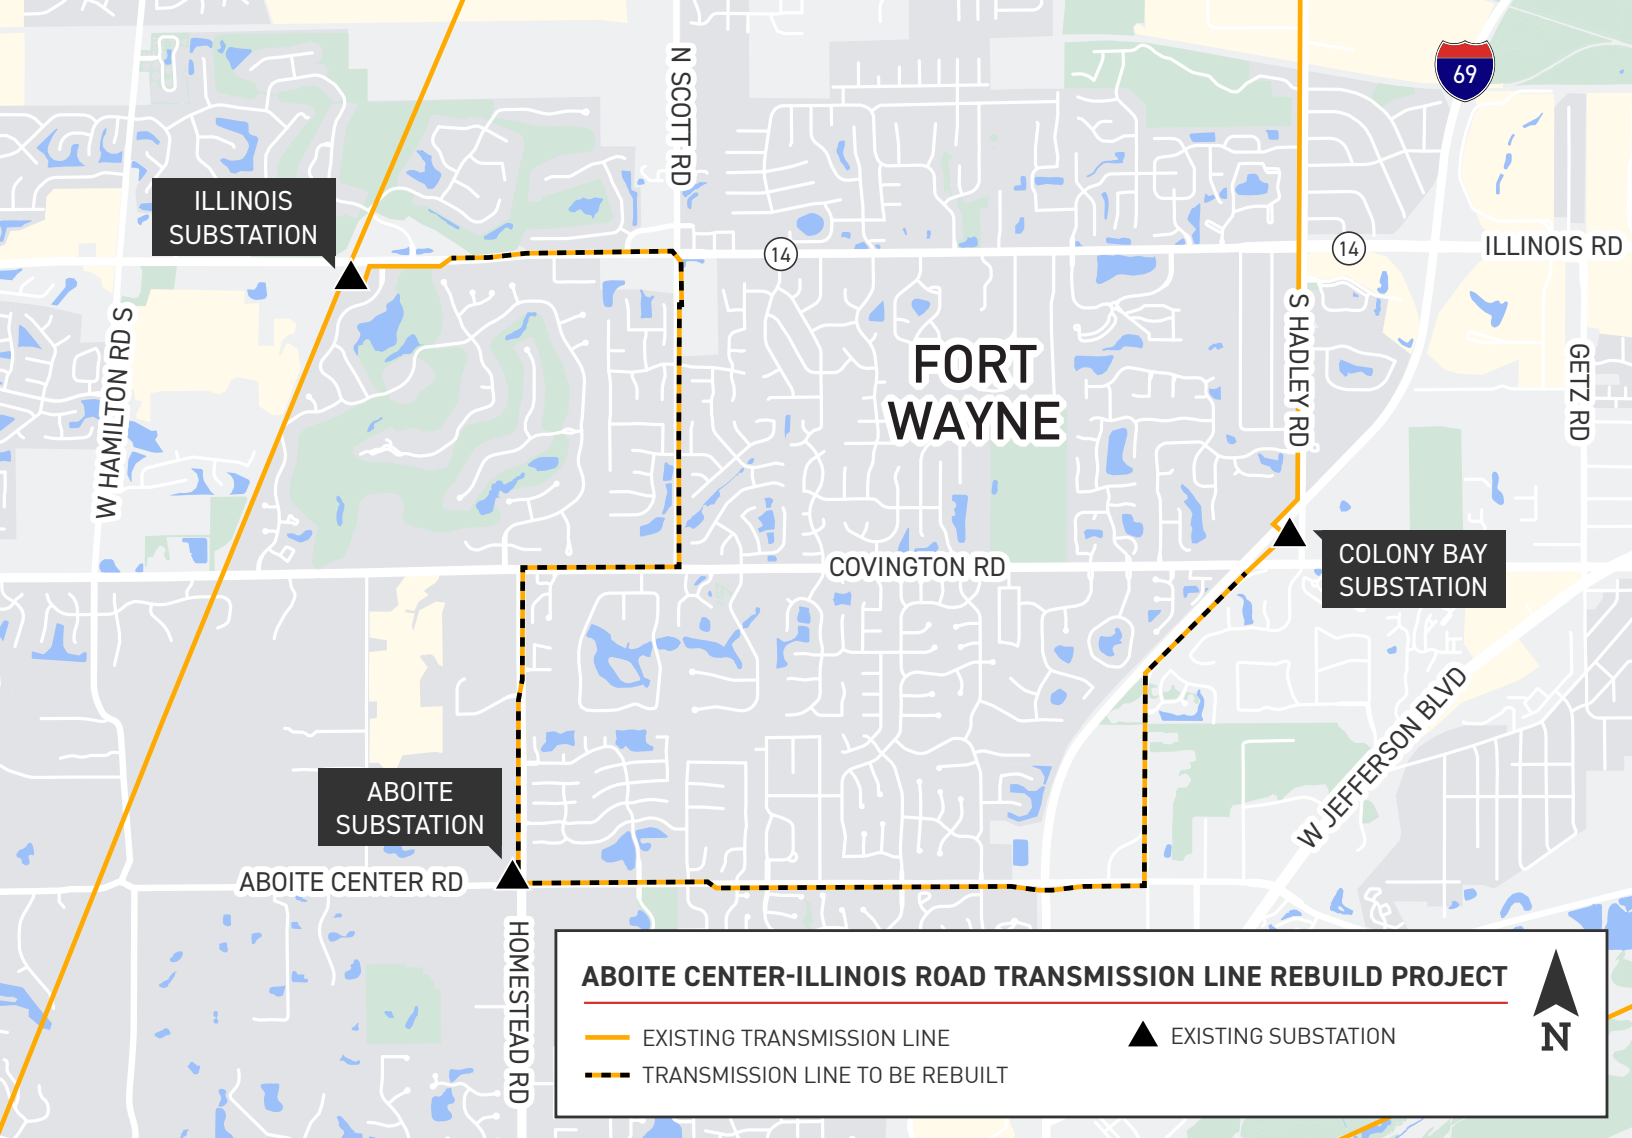 N SCOTT RD
69
ILLINOIS
SUBSTATION
14
14
ILLINOIS RD
W HAMILTON RD S
S HADLEY RD
GETZ RD
FORT
WAYNE
COLONY BAY
SUBSTATION
COVINGTON RD
W JEFFERSON BLVD
ABOITE
SUBSTATION
ABOITE CENTER RD
HOMESTEAD RD
ABOITE CENTER-ILLINOIS ROAD TRANSMISSION LINE REBUILD PROJECT
EXISTING TRANSMISSION LINE
EXISTING SUBSTATION
TRANSMISSION LINE TO BE REBUILT
N